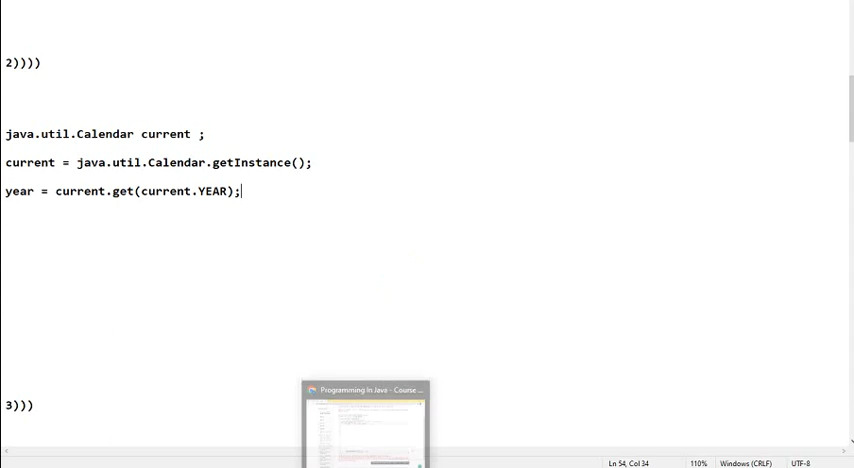 2))))
java.util.Calendar current ;
current = java.util.Calendar.getInstance();
year = current.get(current.YEAR);
3)))
Programming In Java - Course ...
Ln 54, Col 34
110%
Windows (CRLF)
UTF-8